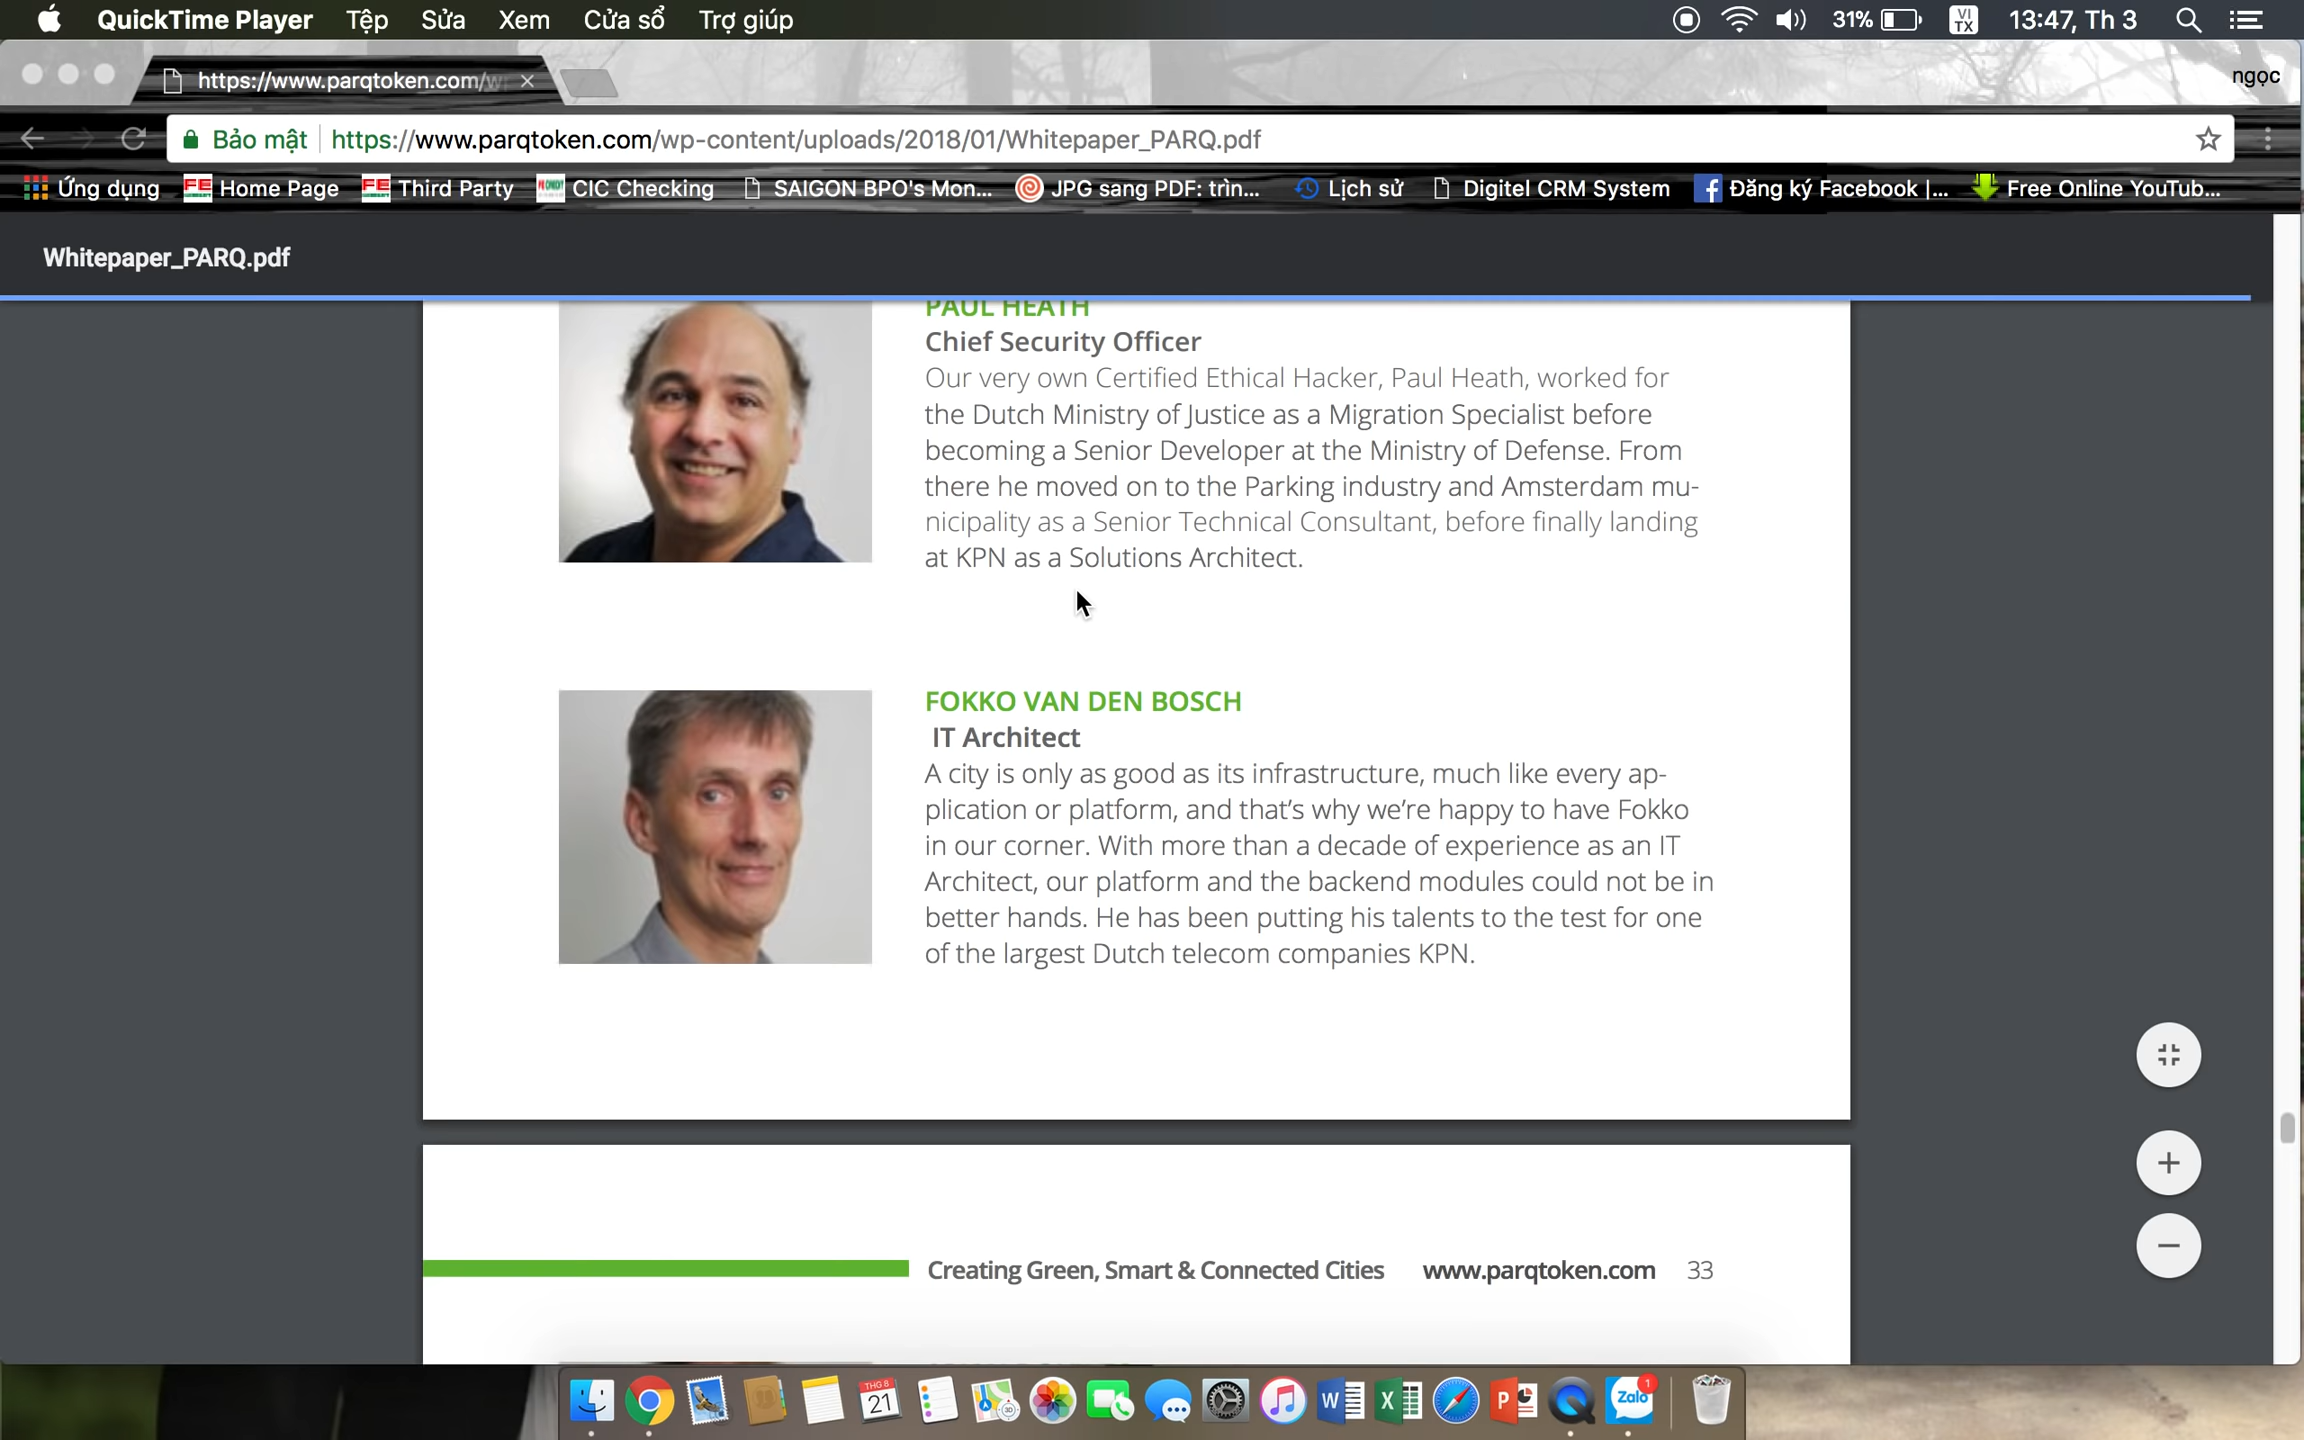 QuickTime Player Tệp Sửa Xem Cửa sổ Trợ giúp 31% VI TX 13:47, Th 3
https://www.parqtoken.com/w ngọc
Bảo mật https://www.parqtoken.com/wp-content/uploads/2018/01/Whitepaper_PARQ.pdf
Ứng dụng FE Home Page FE Third Party CIC Checking SAIGON BPO's Mon... JPG sang PDF: trìn... Lịch sử Digitel CRM System Đăng ký Facebook |... Free Online YouTub...
Whitepaper_PARQ.pdf
PAUL HEATH
Chief Security Officer
Our very own Certified Ethical Hacker, Paul Heath, worked for
the Dutch Ministry of Justice as a Migration Specialist before
becoming a Senior Developer at the Ministry of Defense. From
there he moved on to the Parking industry and Amsterdam mu-
nicipality as a Senior Technical Consultant, before finally landing
at KPN as a Solutions Architect.
FOKKO VAN DEN BOSCH
IT Architect
A city is only as good as its infrastructure, much like every ap-
plication or platform, and that's why we're happy to have Fokko
in our corner. With more than a decade of experience as an IT
Architect, our platform and the backend modules could not be in
better hands. He has been putting his talents to the test for one
of the largest Dutch telecom companies KPN.
Creating Green, Smart & Connected Cities www.parqtoken.com 33
THG 8
21
3D
W X P Zalo 1